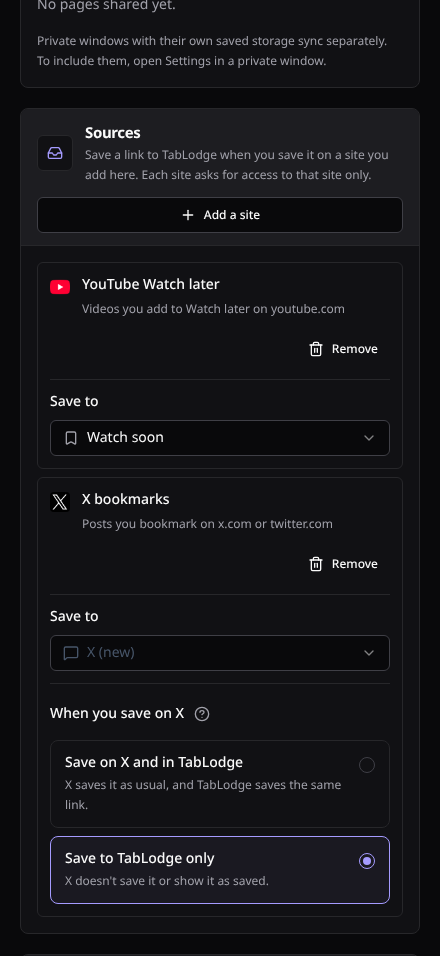 No pages shared yet.
Private windows with their own saved storage sync separately.
To include them, open Settings in a private window.
Sources
Save a link to TabLodge when you save it on a site you
add here. Each site asks for access to that site only.
Add a site
YouTube Watch later
Videos you add to Watch later on youtube.com
Remove
Save to
Watch soon
X bookmarks
Posts you bookmark on x.com or twitter.com
Remove
Save to
X (new)
When you save on X
Save on X and in TabLodge
X saves it as usual, and TabLodge saves the same
link.
Save to TabLodge only
X doesn't save it or show it as saved.